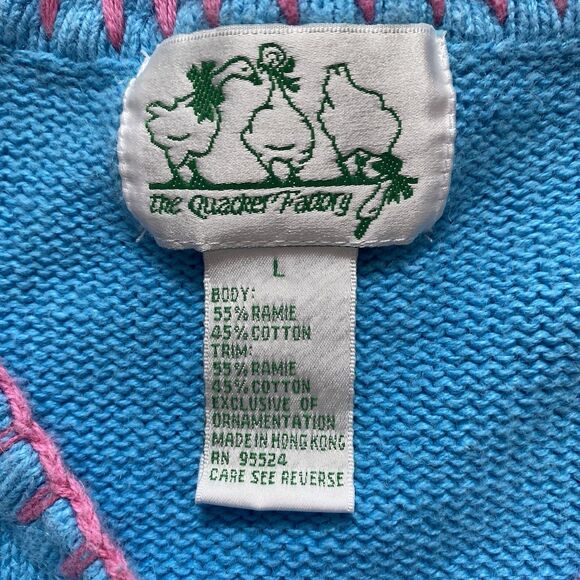 the Quacker Factory
L
BODY:
55% RAMIE
45% COTTON
TRIM:
55% RAMIE
45% COTTON
EXCLUSIVE OF
ORNAMENTATION
MADE IN HONG KONG
RN 95524
CARE SEE REVERSE